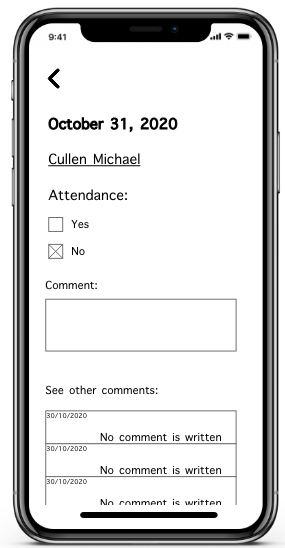 9:41
October 31, 2020
Cullen Michael
Attendance:
Yes
No
Comment:
See other comments:
30/10/2020
No comment is written
30/10/2020
No comment is written
30/10/2020
No comment is written